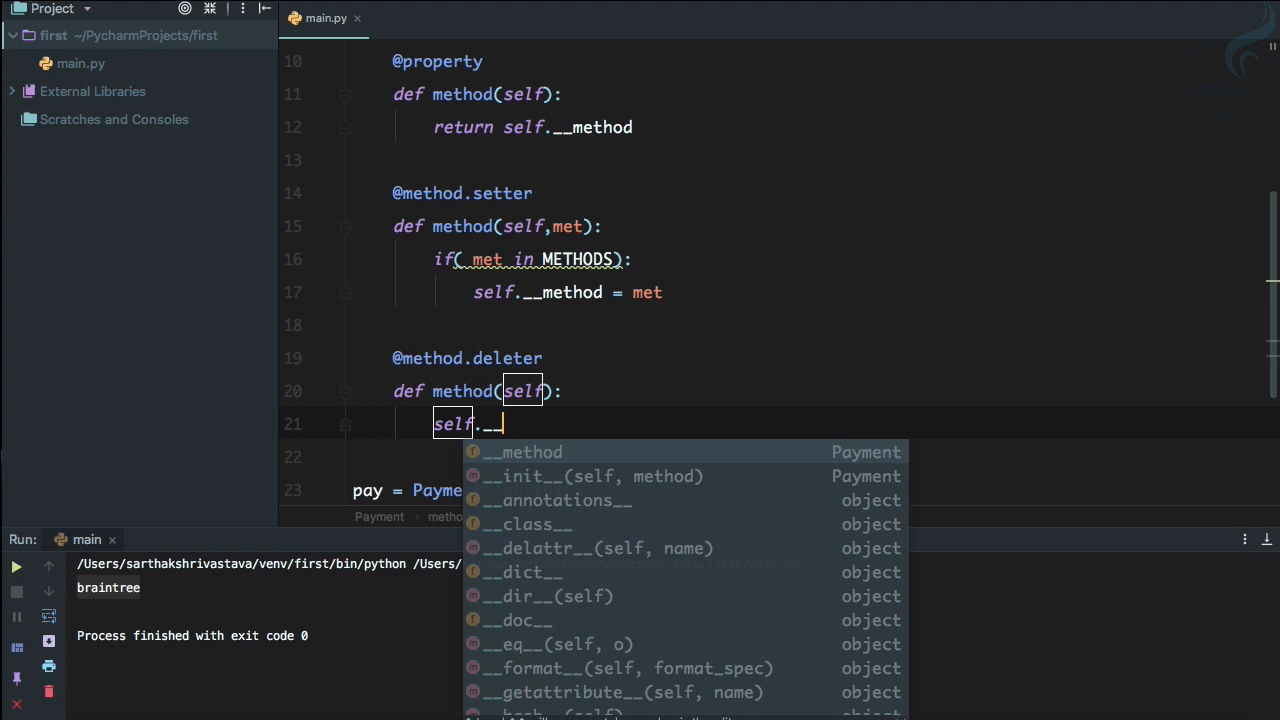 Project
main.py
first ~/PycharmProjects/first
main.py
External Libraries
Scratches and Consoles
10 @property
11 def method(self):
12 return self.__method
13
14 @method.setter
15 def method(self,met):
16 if( met in METHODS):
17 self.__method = met
18
19 @method.deleter
20 def method(self):
21 self.__
22
23 pay = Payme
__method Payment
__init__(self, method) Payment
__annotations__ object
__class__ object
__delattr__(self, name) object
__dict__ object
__dir__(self) object
__doc__ object
__eq__(self, o) object
__format__(self, format_spec) object
__getattribute__(self, name) object
Payment > metho
Run: main
/Users/sarthakshrivastava/venv/first/bin/python /Users/
braintree
Process finished with exit code 0